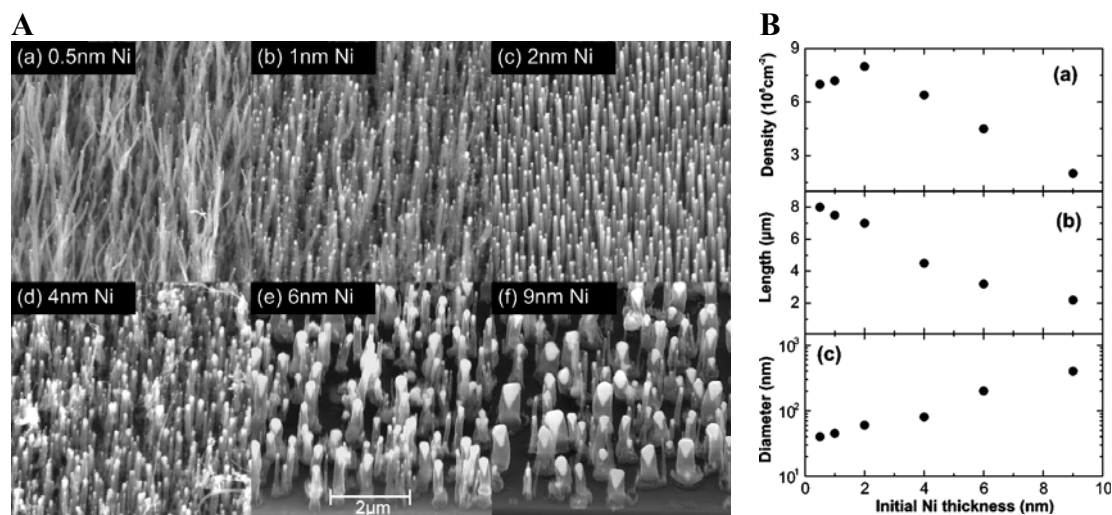 A
(a) 0.5nm Ni
(b) 1nm Ni
(c) 2nm Ni
(d) 4nm Ni
(e) 6nm Ni
(f) 9nm Ni
2µm
B
Density (10⁸cm⁻²)
9
6
3
(a)
Length (µm)
8
6
4
2
(b)
Diameter (nm)
10³
10²
10¹
(c)
0 2 4 6 8 10
Initial Ni thickness (nm)